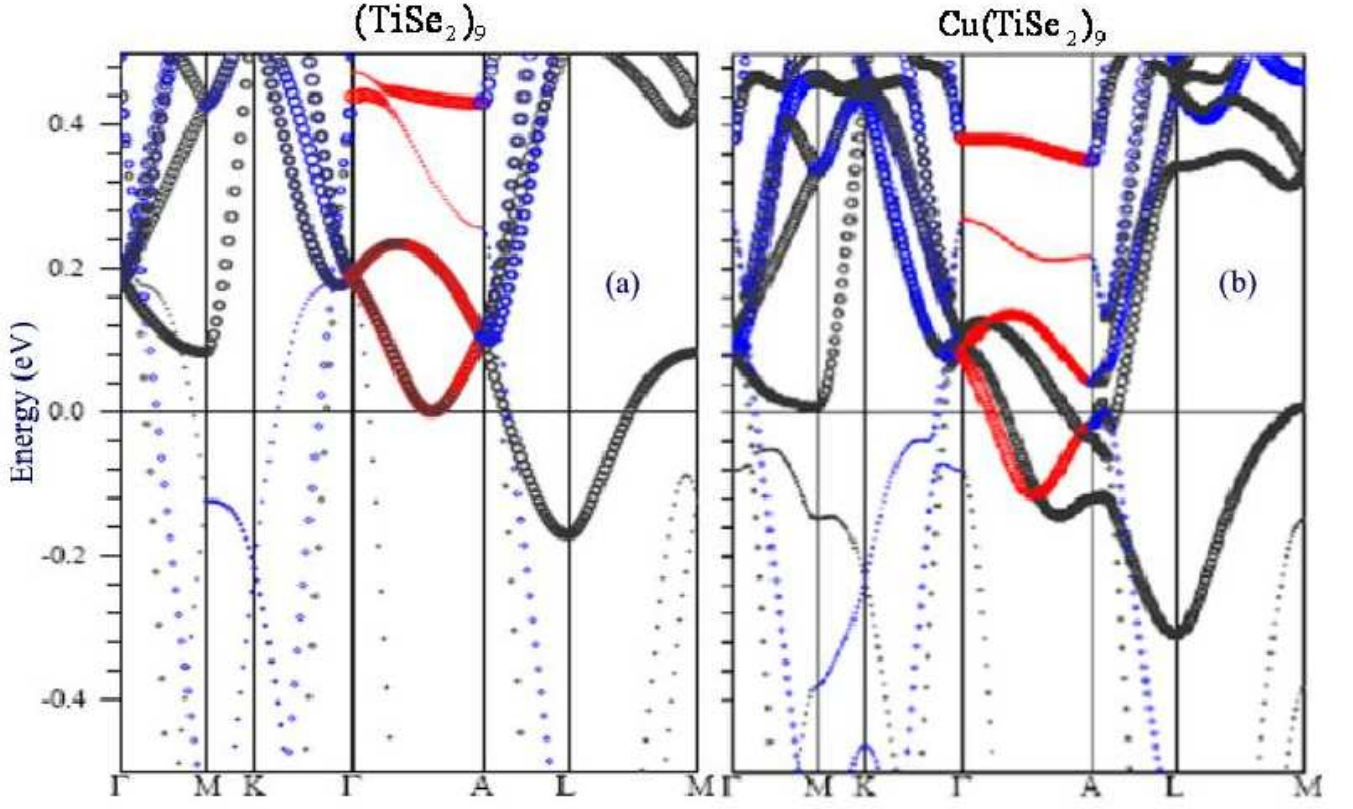 (TiSe₂)₉
Cu(TiSe₂)₉
Energy (eV)
0.4
0.2
0.0
-0.2
-0.4
(a)
(b)
Γ M K Γ A L M
Γ M K Γ A L M